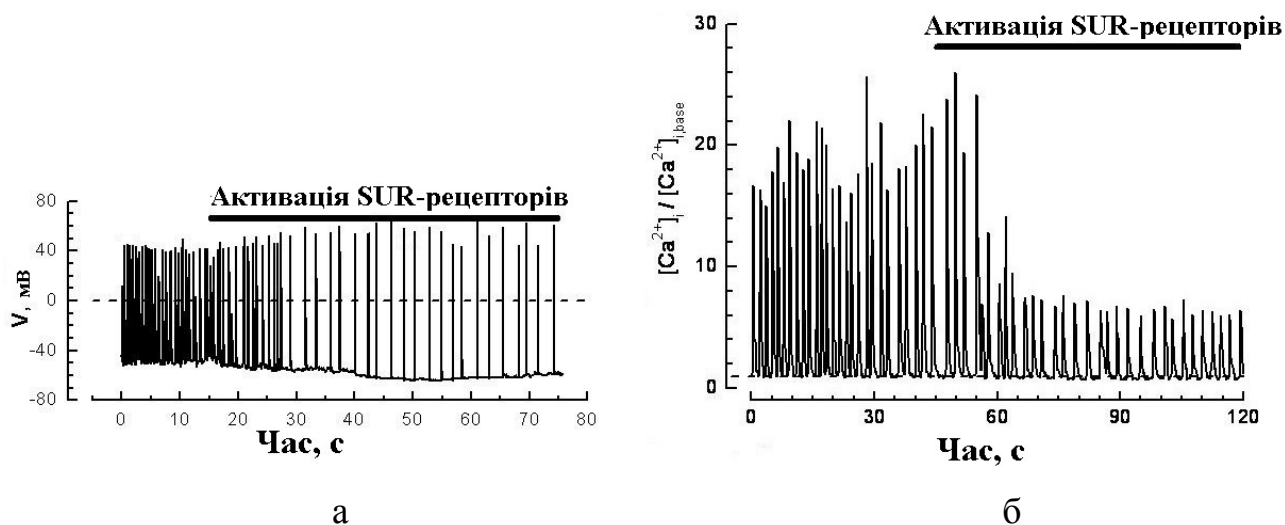 Активація SUR-рецепторів
80
40
0
-40
-80
V, мВ
0 10 20 30 40 50 60 70 80
Час, с
а
Активація SUR-рецепторів
30
20
10
0
[Ca²⁺]ᵢ / [Ca²⁺]i,base
0 30 60 90 120
Час, с
б